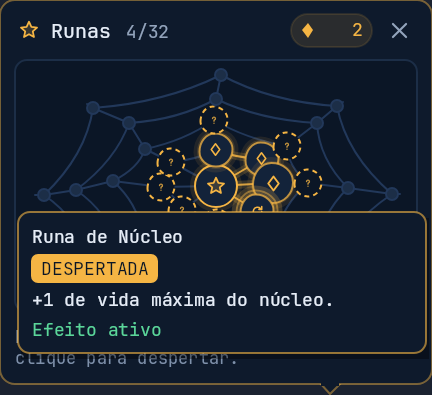 Runas 4/32
2
?
? ?
? ?
?
Runa de Núcleo
DESPERTADA
+1 de vida máxima do núcleo.
Efeito ativo
clique para despertar.